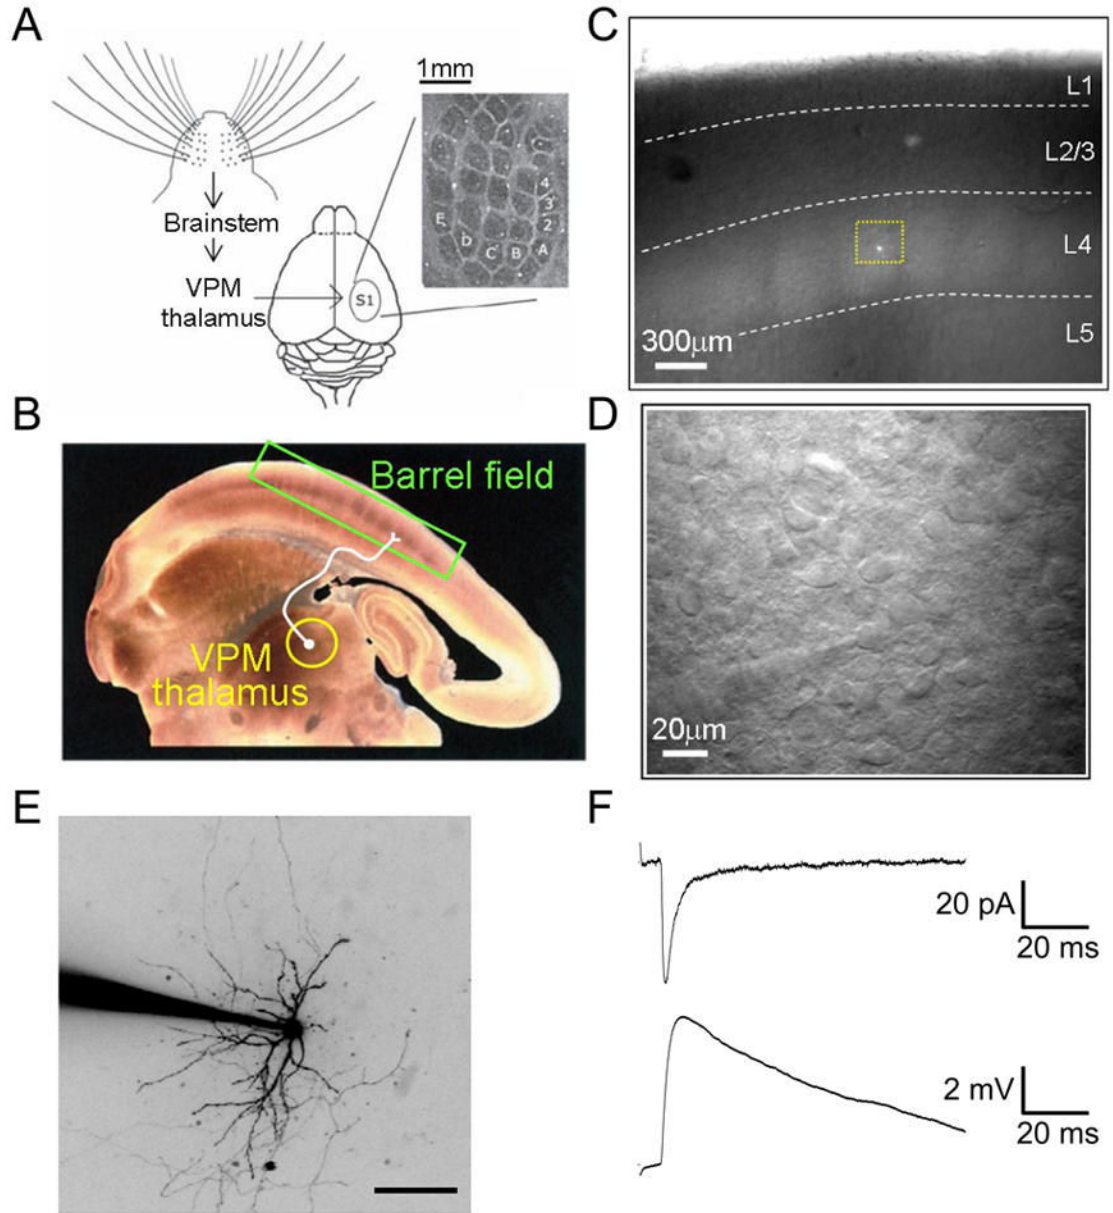 A
1mm
Brainstem
VPM
thalamus
S1
4
3
2
E
D
C
B
A
B
Barrel field
VPM
thalamus
C
L1
L2/3
L4
L5
300μm
D
20μm
E
F
20 pA
20 ms
2 mV
20 ms